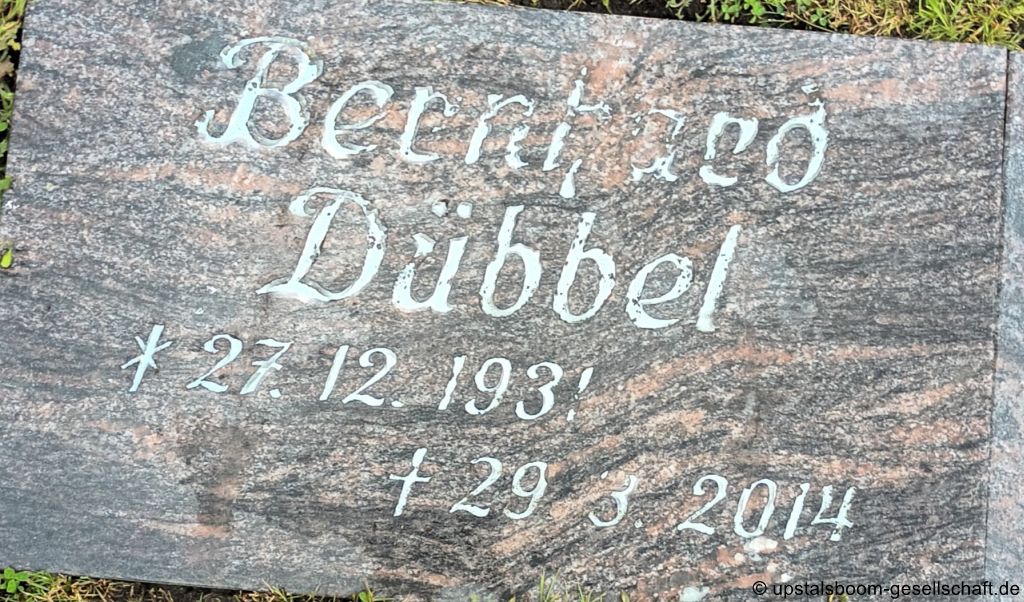 Bernhard
Dübbel
* 27. 12. 1931
† 29. 3. 2014
© upstalsboom-gesellschaft.de